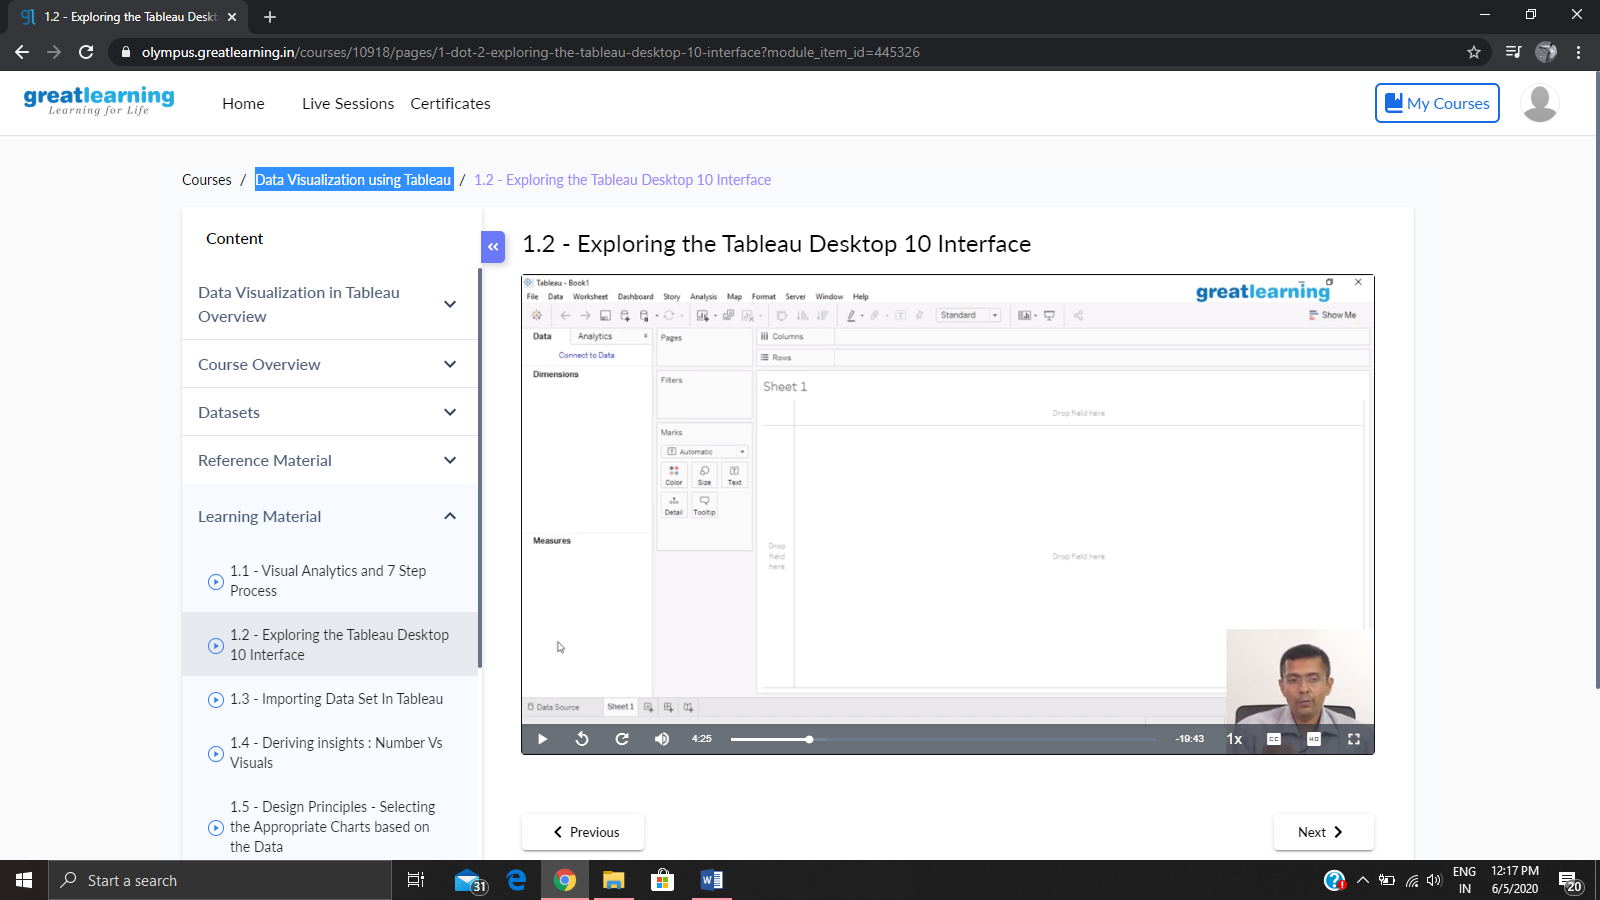 1.2 - Exploring the Tableau Deskt
olympus.greatlearning.in/courses/10918/pages/1-dot-2-exploring-the-tableau-desktop-10-interface?module_item_id=445326
greatlearning
Learning for Life
Home Live Sessions Certificates
My Courses
Courses / Data Visualization using Tableau / 1.2 - Exploring the Tableau Desktop 10 Interface
Content
Data Visualization in Tableau
Overview
Course Overview
Datasets
Reference Material
Learning Material
1.1 - Visual Analytics and 7 Step
Process
1.2 - Exploring the Tableau Desktop
10 Interface
1.3 - Importing Data Set In Tableau
1.4 - Deriving insights : Number Vs
Visuals
1.5 - Design Principles - Selecting
the Appropriate Charts based on
the Data
1.2 - Exploring the Tableau Desktop 10 Interface
Tableau - Book1
File Data Worksheet Dashboard Story Analysis Map Format Server Window Help
greatlearning
Standard
Show Me
Data Analytics
Connect to Data
Dimensions
Measures
Pages
Filters
Marks
Automatic
Color Size Text
Detail Tooltip
Columns
Rows
Sheet 1
Drop field here
Drop
field
here
Drop field here
Data Source Sheet 1
4:25 -19:43 1x CC HD
Previous Next
Start a search
31
ENG
IN
12:17 PM
6/5/2020
20